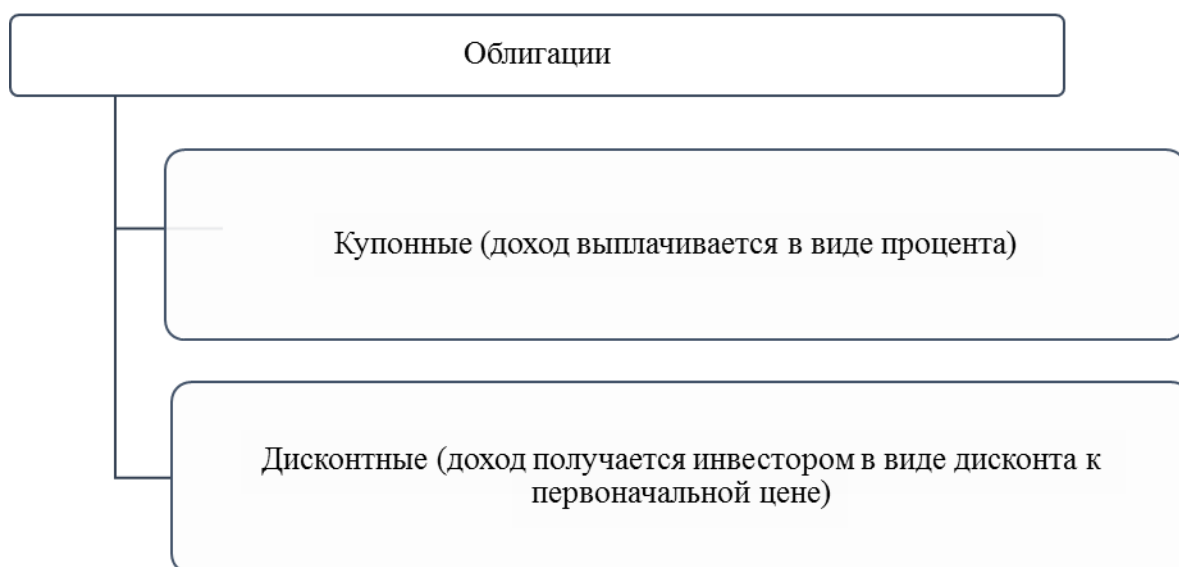 Облигации
Купонные (доход выплачивается в виде процента)
Дисконтные (доход получается инвестором в виде дисконта к
первоначальной цене)